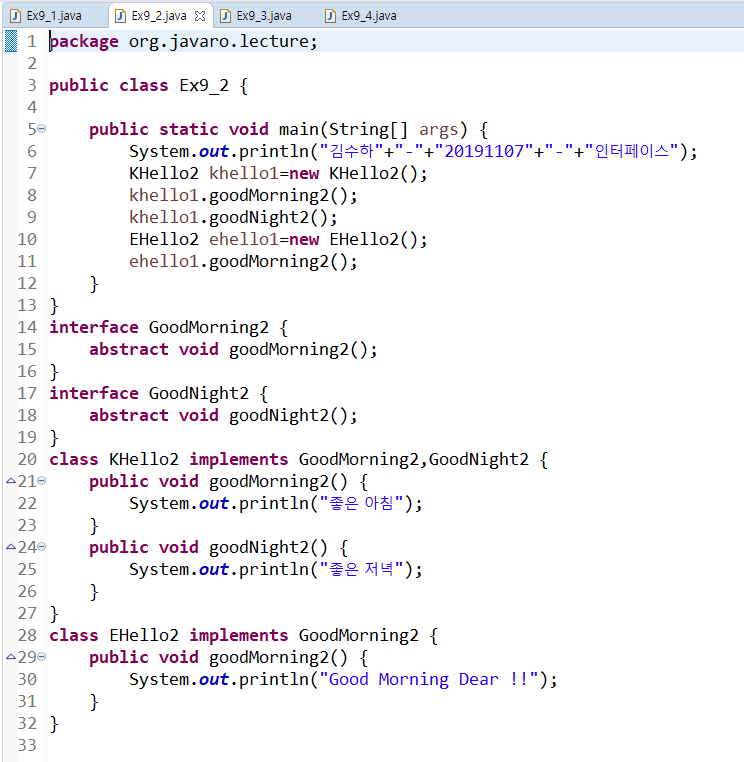 Ex9_1.java Ex9_2.java Ex9_3.java Ex9_4.java
1 package org.javaro.lecture;
2
3 public class Ex9_2 {
4
5 public static void main(String[] args) {
6 System.out.println("김수하"+"-"+"20191107"+"-"+"인터페이스");
7 KHello2 khello1=new KHello2();
8 khello1.goodMorning2();
9 khello1.goodNight2();
10 EHello2 ehello1=new EHello2();
11 ehello1.goodMorning2();
12 }
13 }
14 interface GoodMorning2 {
15 abstract void goodMorning2();
16 }
17 interface GoodNight2 {
18 abstract void goodNight2();
19 }
20 class KHello2 implements GoodMorning2,GoodNight2 {
21 public void goodMorning2() {
22 System.out.println("좋은 아침");
23 }
24 public void goodNight2() {
25 System.out.println("좋은 저녁");
26 }
27 }
28 class EHello2 implements GoodMorning2 {
29 public void goodMorning2() {
30 System.out.println("Good Morning Dear !!");
31 }
32 }
33